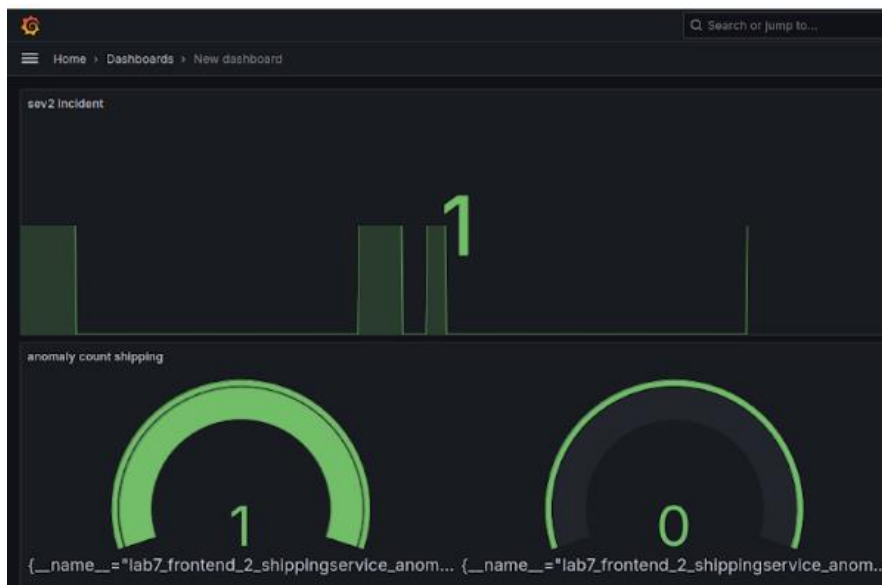 Search or jump to...
Home › Dashboards › New dashboard
sev2 incident
1
anomaly count shipping
1
0
{__name__="lab7_frontend_2_shippingservice_anom... {__name__="lab7_frontend_2_shippingservice_anom...